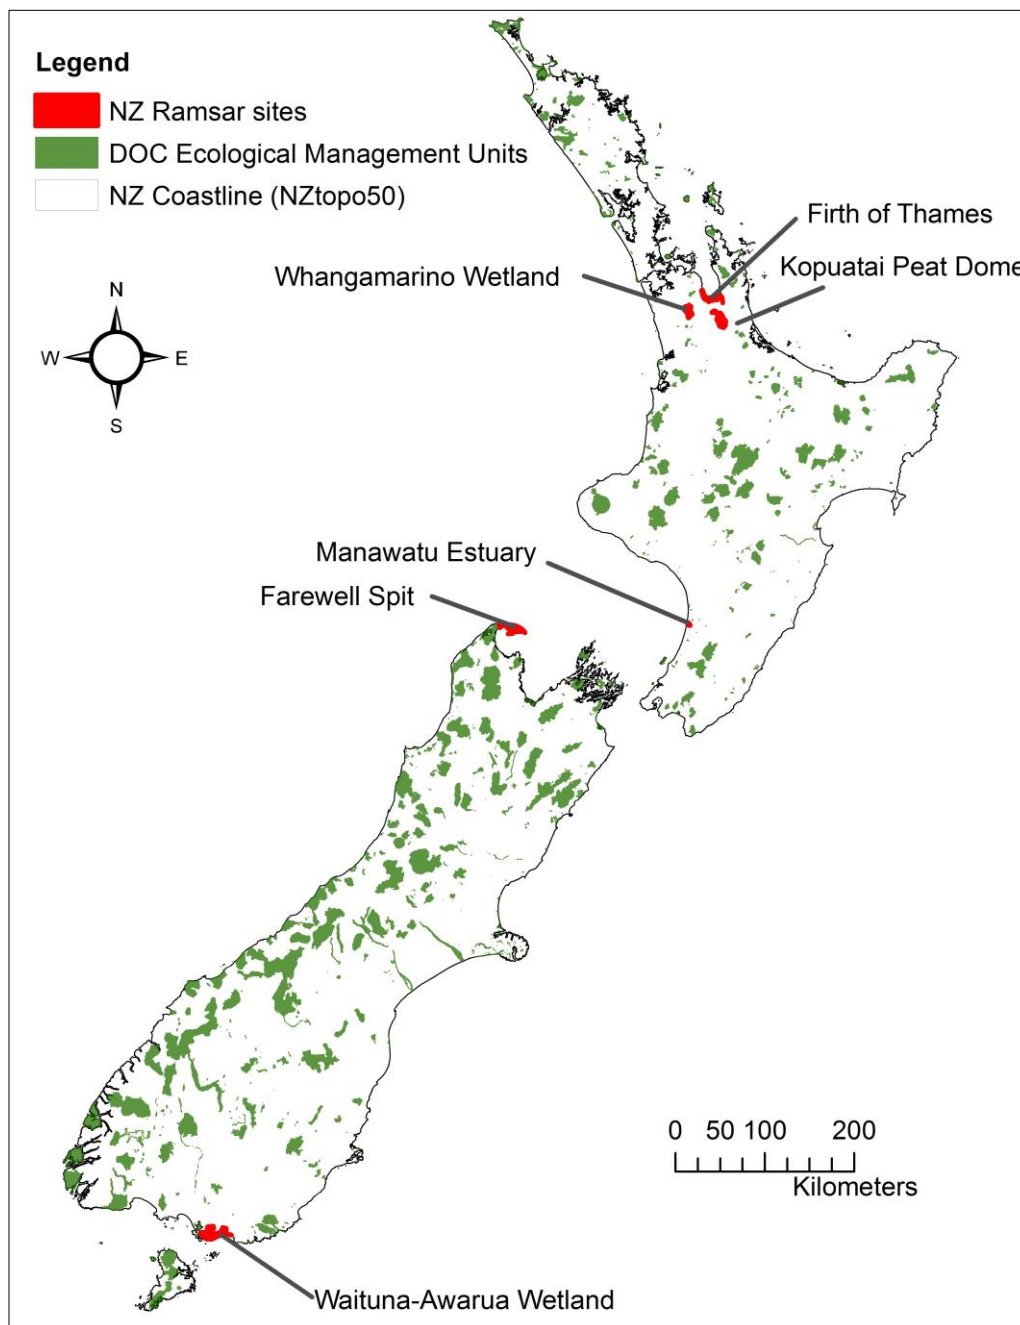 Legend
NZ Ramsar sites
DOC Ecological Management Units
NZ Coastline (NZtopo50)
N
W
E
S
Firth of Thames
Whangamarino Wetland
Kopuatai Peat Dome
Manawatu Estuary
Farewell Spit
0 50 100 200
Kilometers
Waituna-Awarua Wetland